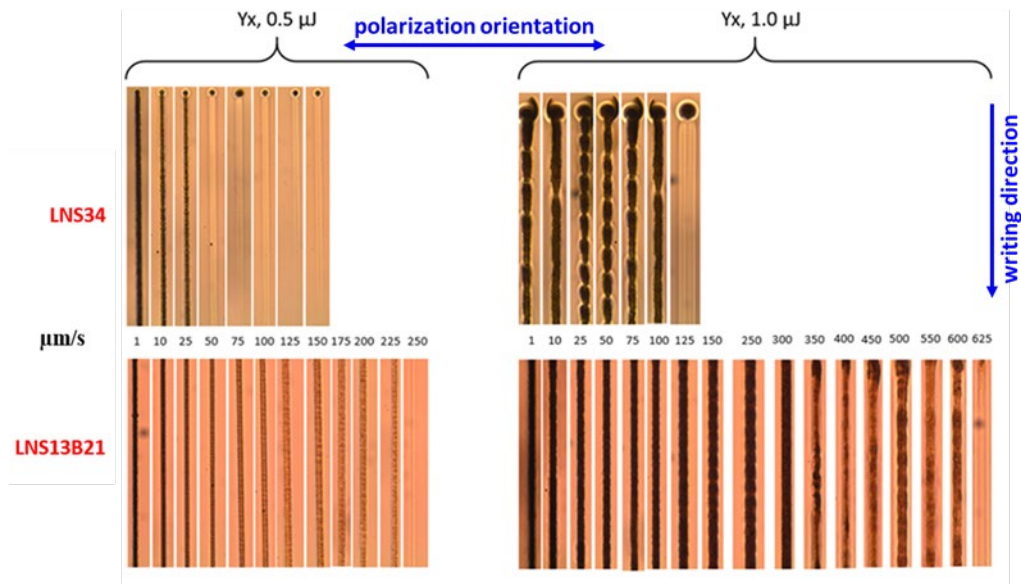 Yx, 0.5 µJ
polarization orientation
Yx, 1.0 µJ
LNS34
writing direction
µm/s
1 10 25 50 75 100 125 150 175 200 225 250
1 10 25 50 75 100 125 150 250 300 350 400 450 500 550 600 625
LNS13B21